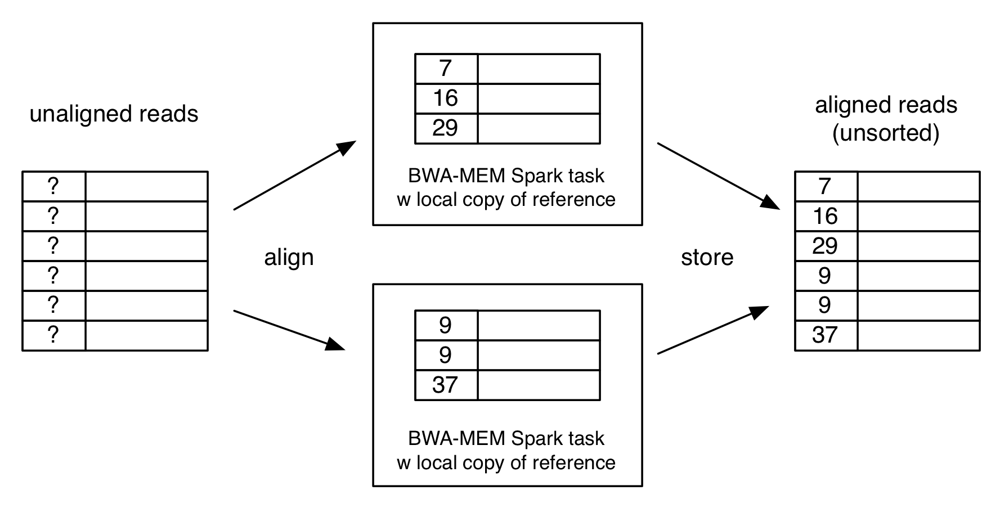 unaligned reads
?
?
?
?
?
?
align
7
16
29
BWA-MEM Spark task
w local copy of reference
9
9
37
BWA-MEM Spark task
w local copy of reference
store
aligned reads
(unsorted)
7
16
29
9
9
37